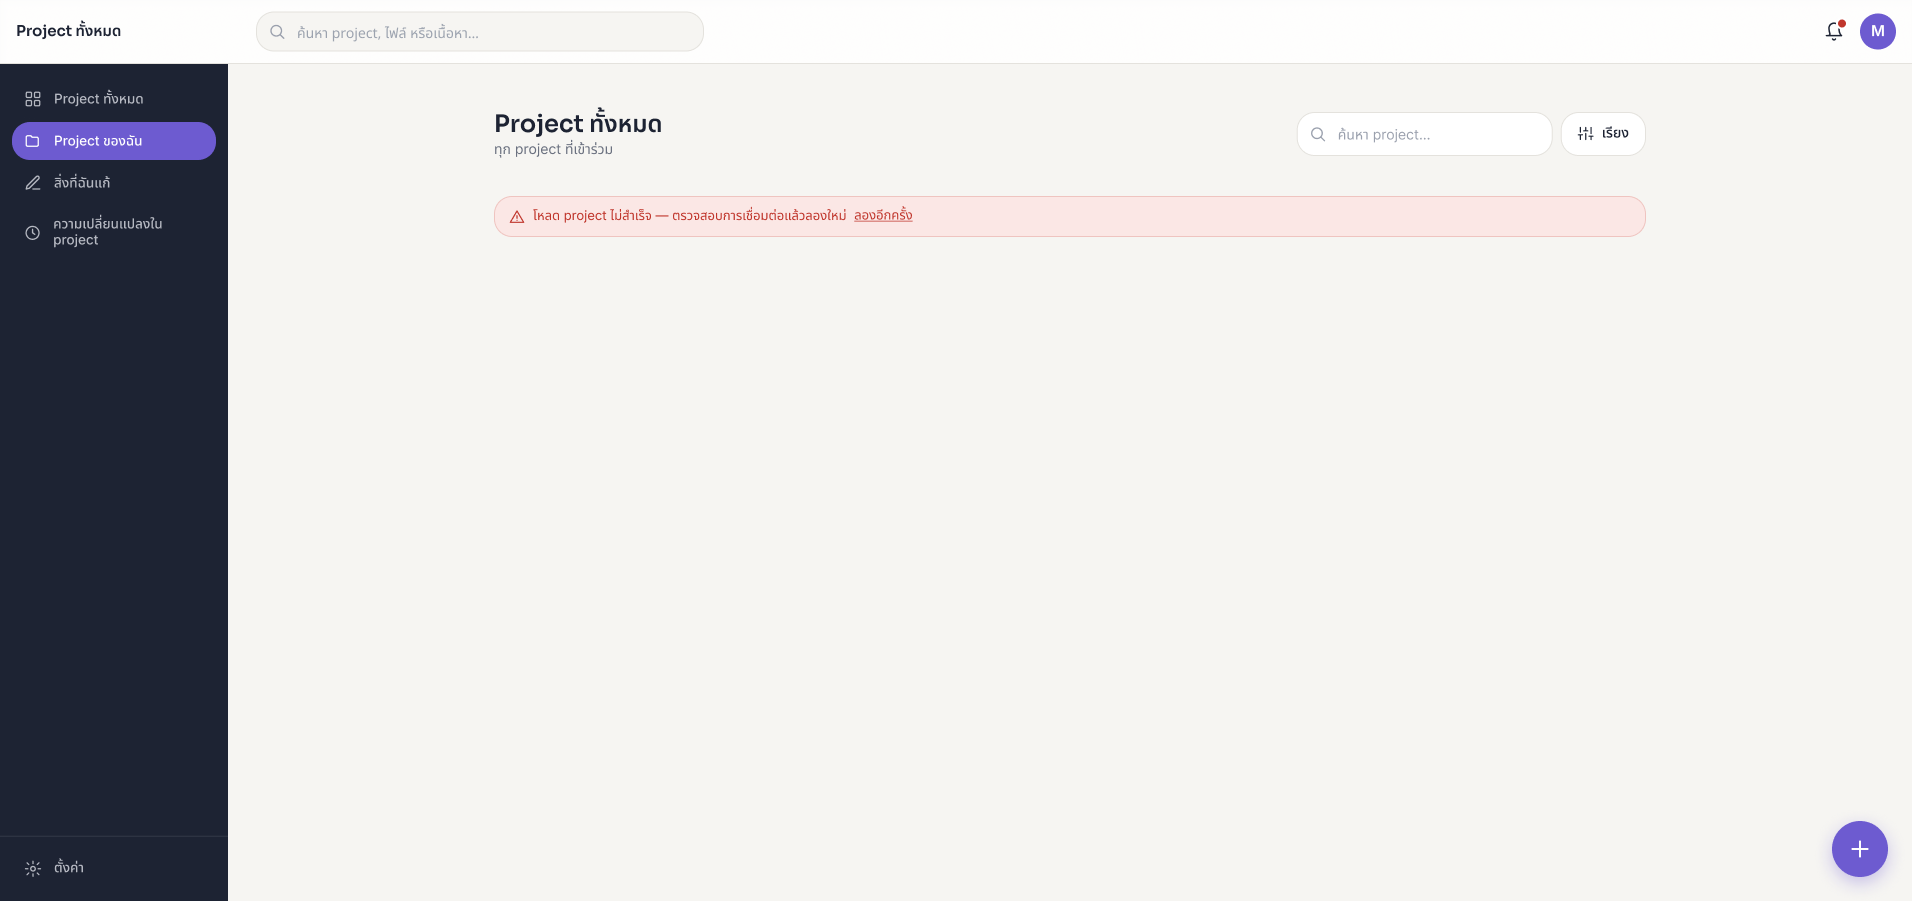 Project ทั้งหมด
ค้นหา project, ไฟล์ หรือเนื้อหา...
M
Project ทั้งหมด
Project ของฉัน
สิ่งที่ฉันแก้
ความเปลี่ยนแปลงใน
project
ตั้งค่า
Project ทั้งหมด
ทุก project ที่เข้าร่วม
ค้นหา project...
เรียง
โหลด project ไม่สำเร็จ — ตรวจสอบการเชื่อมต่อแล้วลองใหม่ ลองอีกครั้ง